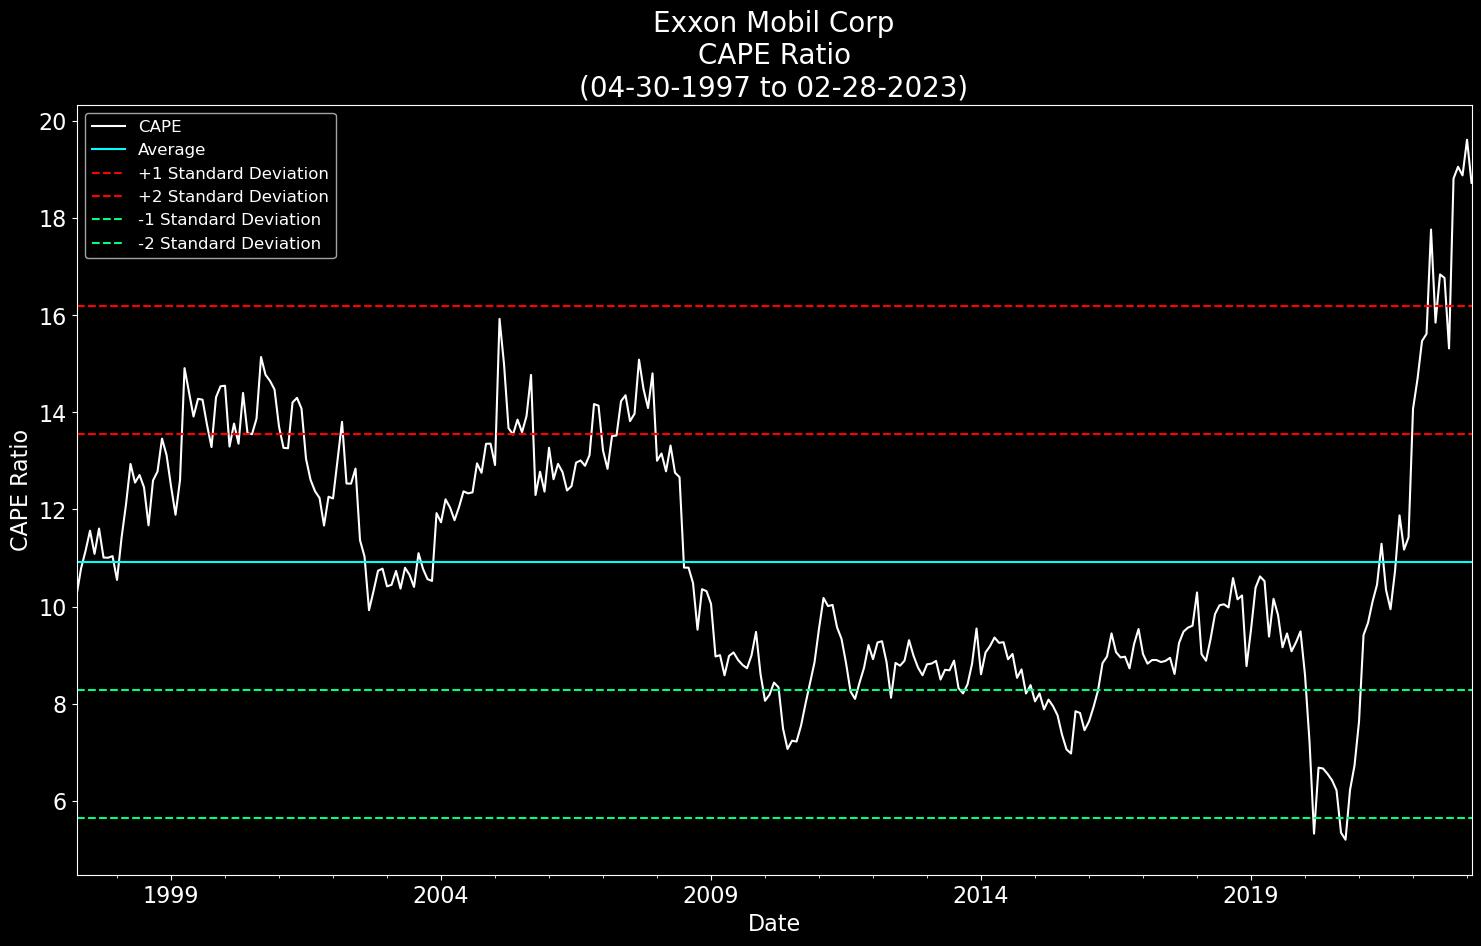 Exxon Mobil Corp
CAPE Ratio
(04-30-1997 to 02-28-2023)
CAPE
Average
+1 Standard Deviation
+2 Standard Deviation
-1 Standard Deviation
-2 Standard Deviation
CAPE Ratio
20
18
16
14
12
10
8
6
1999 2004 2009 2014 2019
Date